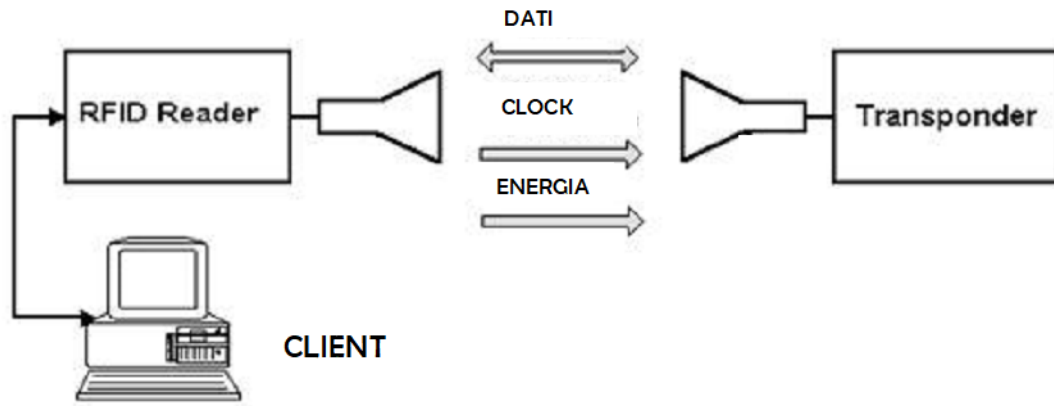 DATI
RFID Reader
CLOCK
Transponder
ENERGIA
CLIENT